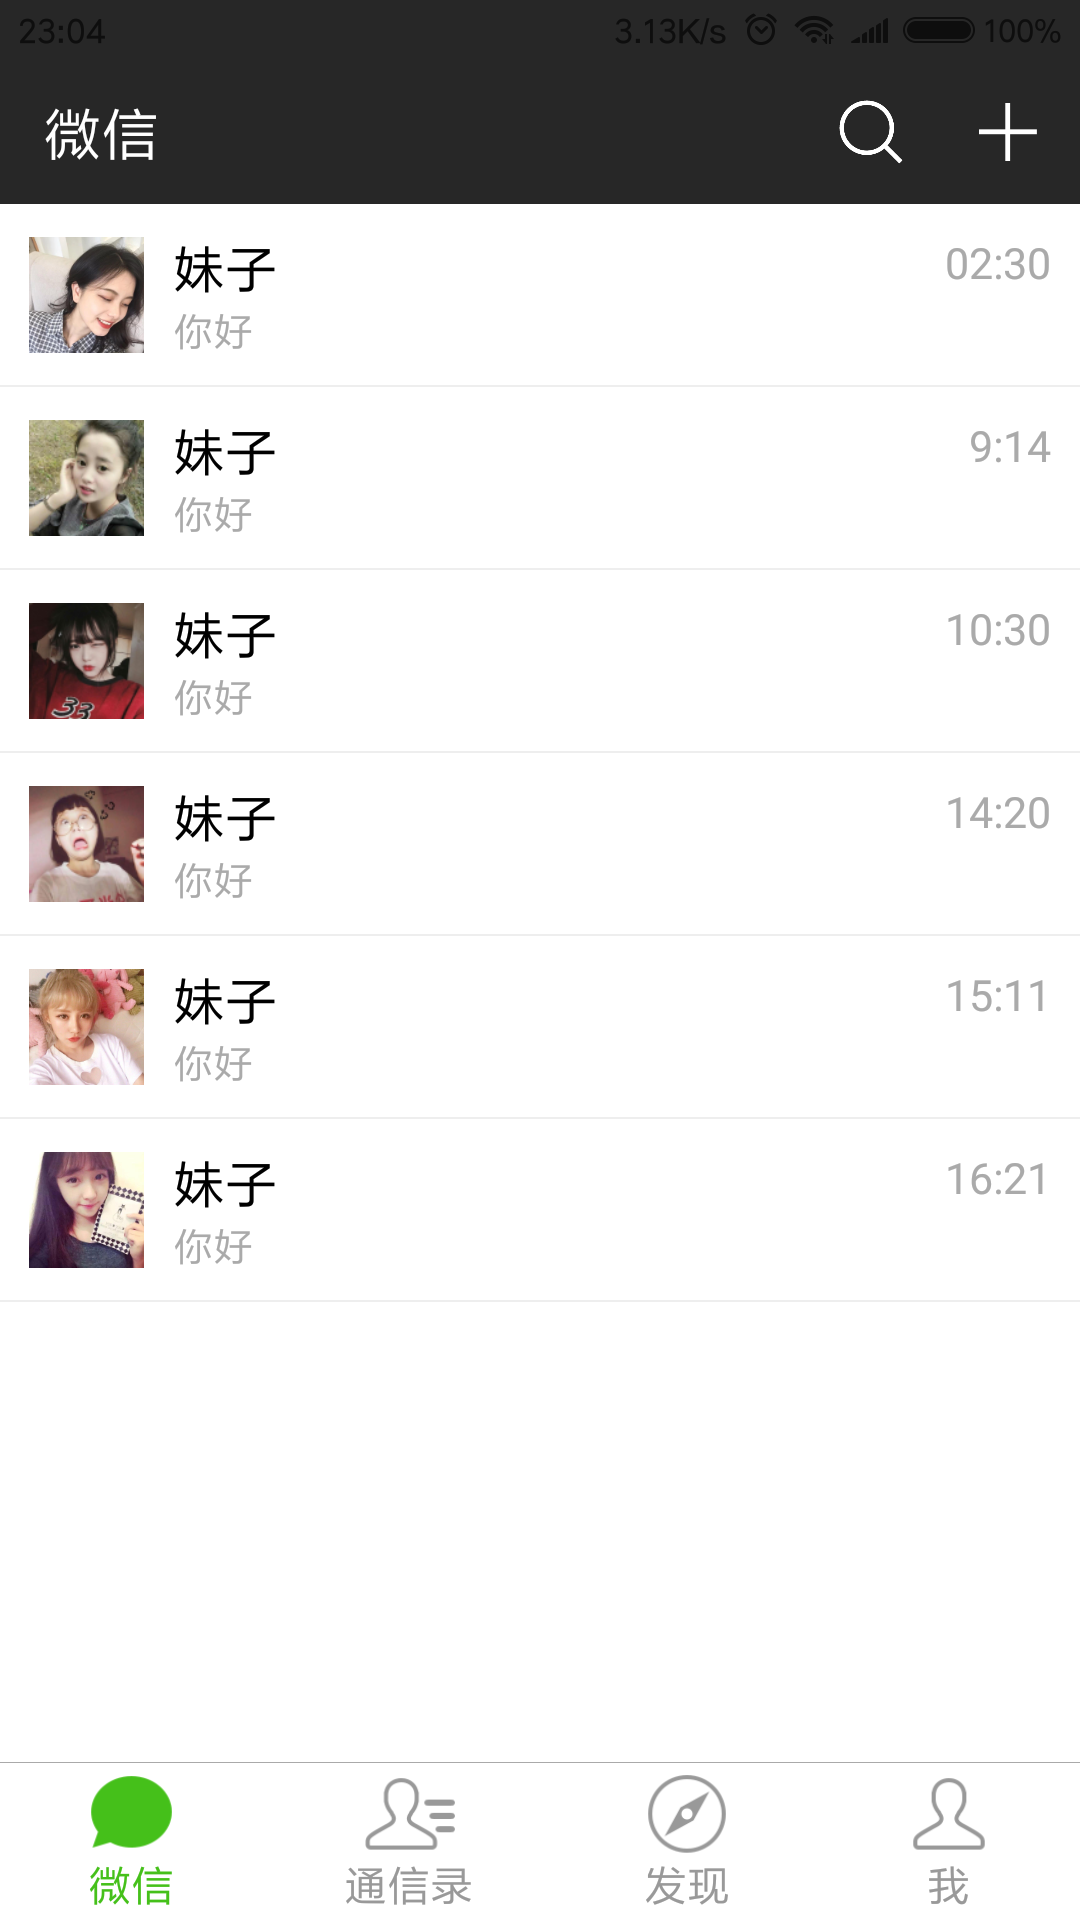 23:04 3.13K/s 100%
微信
妹子 02:30
你好
妹子 9:14
你好
妹子 10:30
你好
33
妹子 14:20
你好
妹子 15:11
你好
妹子 16:21
你好
微信 通信录 发现 我